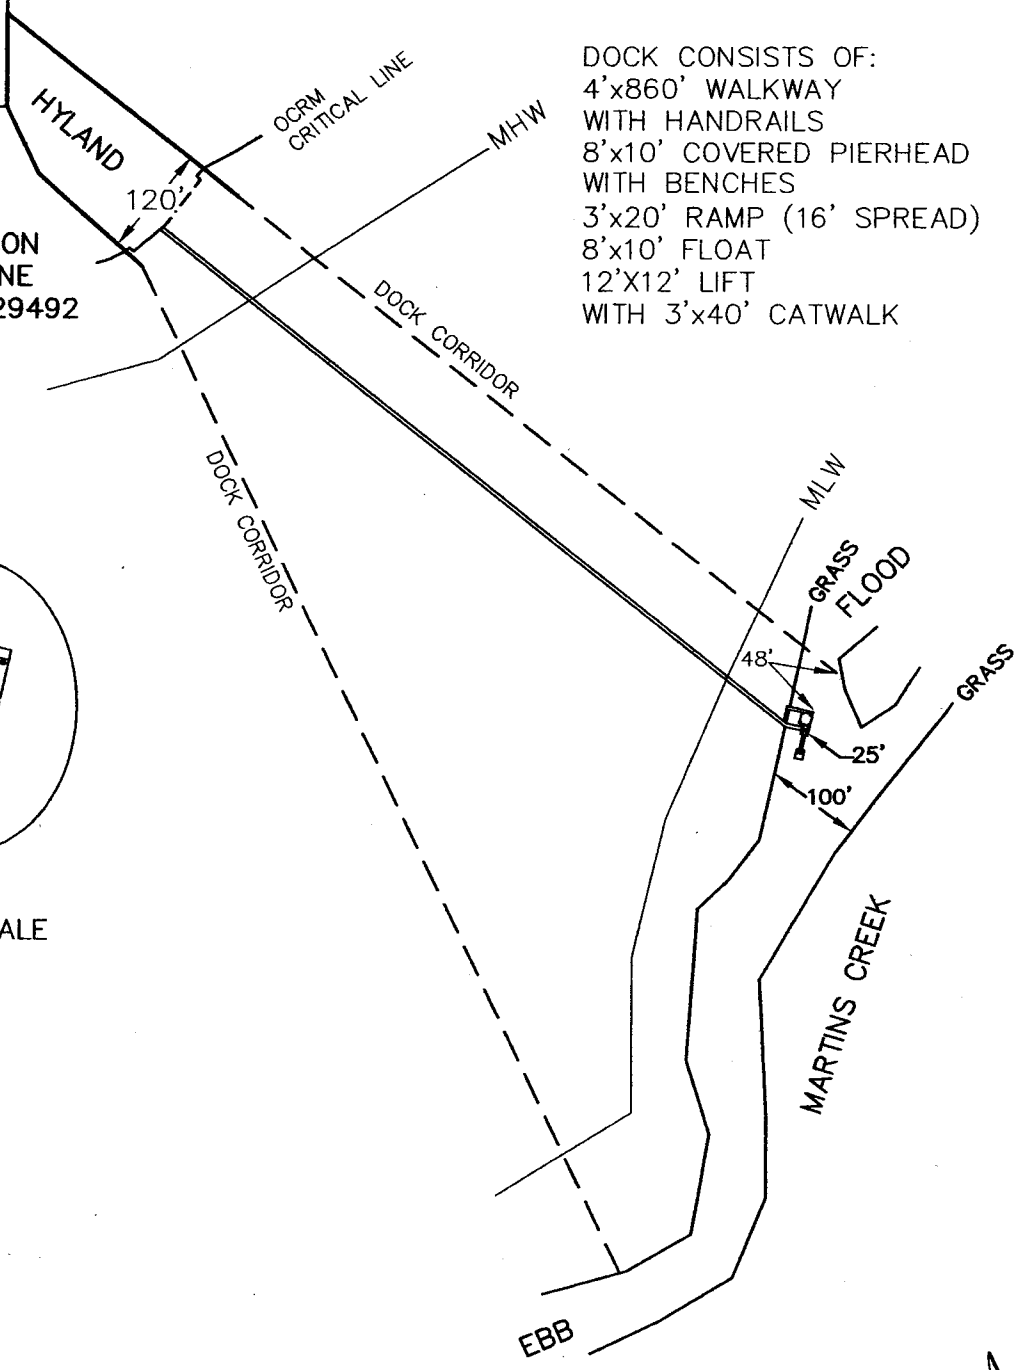 DOCK CONSISTS OF:
4'x860' WALKWAY
WITH HANDRAILS
8'x10' COVERED PIERHEAD
WITH BENCHES
3'x20' RAMP (16' SPREAD)
8'x10' FLOAT
12'X12' LIFT
WITH 3'x40' CATWALK
OCRM
CRITICAL LINE
MHW
HYLAND
120'
ON
NE
29492
DOCK CORRIDOR
DOCK CORRIDOR
MLW
GRASS
FLOOD
GRASS
48'
25'
100'
ALE
MARTINS CREEK
EBB